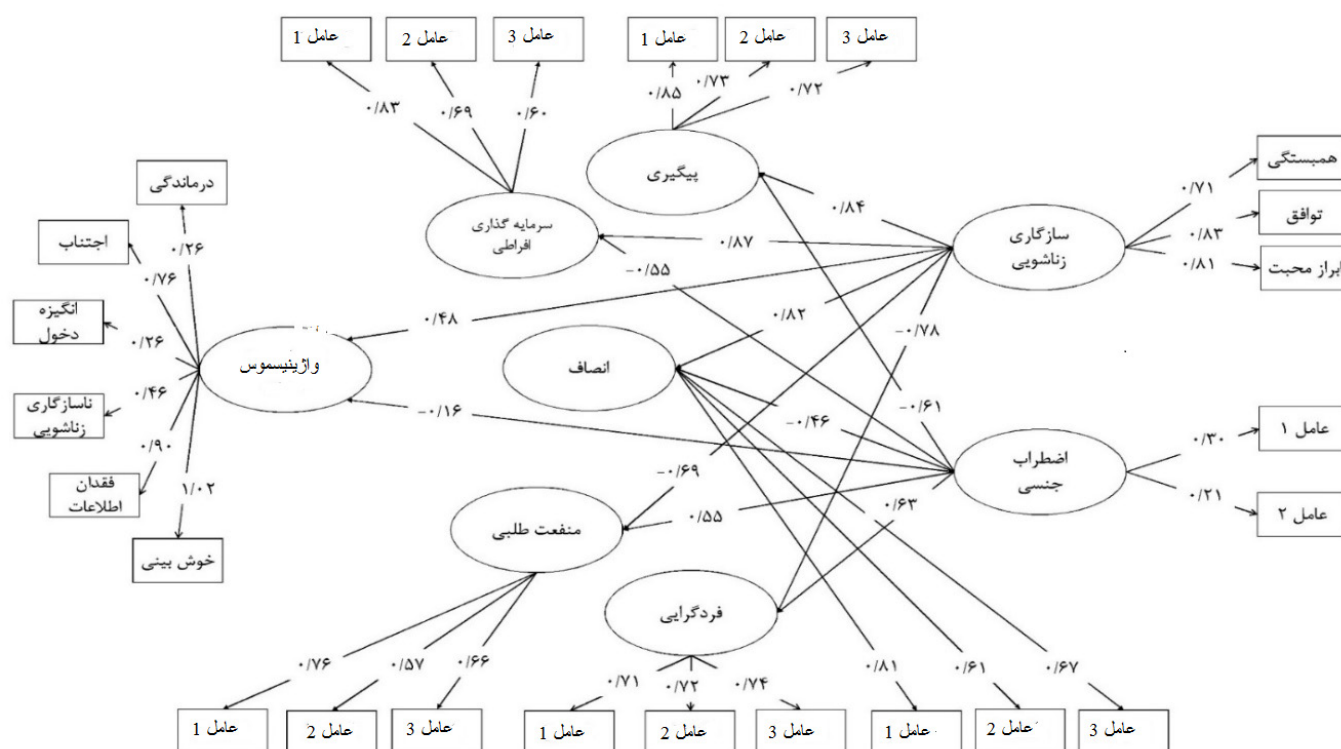 عامل 1
عامل 2
عامل 3
عامل 1
عامل 2
عامل 3
۰/۸۳
۰/۶۹
۰/۶۰
۰/۸۵
۰/۷۳
۰/۷۲
پیگیری
سرمایه گذاری
افراطی
همبستگی
توافق
ابراز محبت
۰/۷۱
۰/۸۳
۰/۸۱
سازگاری
زناشویی
۰/۸۴
۰/۸۷
−۰/۵۵
۰/۴۸
۰/۸۲
−۰/۷۸
درماندگی
اجتناب
انگیزه
دخول
ناسازگاری
زناشویی
فقدان
اطلاعات
خوش بینی
۰/۲۶
۰/۷۶
۰/۲۶
۰/۴۶
۰/۹۰
۱/۰۲
واژینیسموس
انصاف
−۰/۱۶
−۰/۴۶
−۰/۶۱
−۰/۶۹
۰/۵۵
۰/۶۳
اضطراب
جنسی
۰/۳۰
۰/۲۱
عامل ۱
عامل ۲
منفعت طلبی
فردگرایی
۰/۷۶
۰/۵۷
۰/۶۶
۰/۷۱
۰/۷۲
۰/۷۴
۰/۸۱
۰/۶۱
۰/۶۷
عامل 1
عامل 2
عامل 3
عامل 1
عامل 2
عامل 3
عامل 1
عامل 2
عامل 3